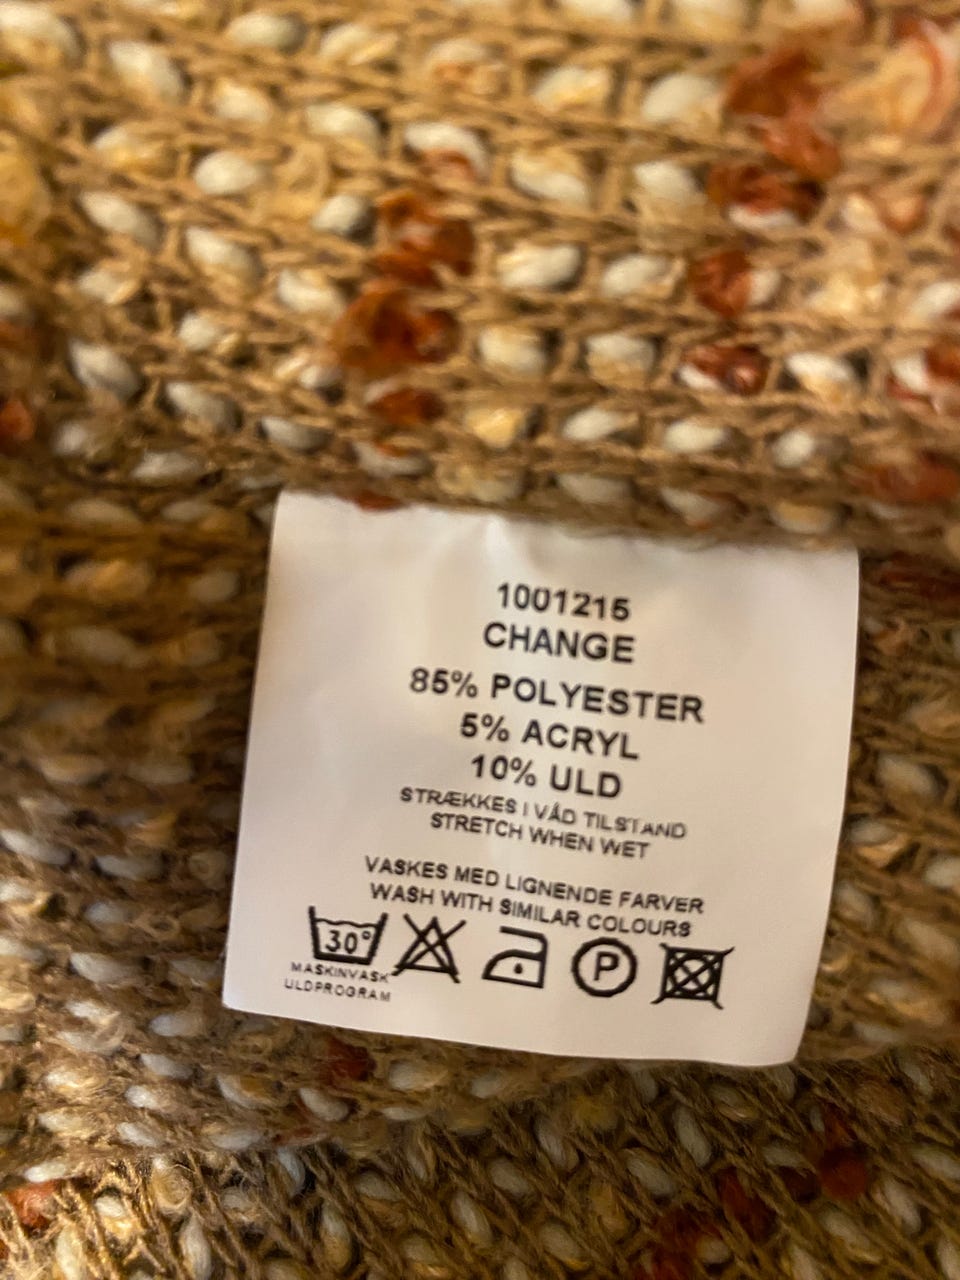 1001215
CHANGE
85% POLYESTER
5% ACRYL
10% ULD
STRÆKKES I VÅD TILSTAND
STRETCH WHEN WET
VASKES MED LIGNENDE FARVER
WASH WITH SIMILAR COLOURS
30° P
MASKINVASK
ULDPROGRAM